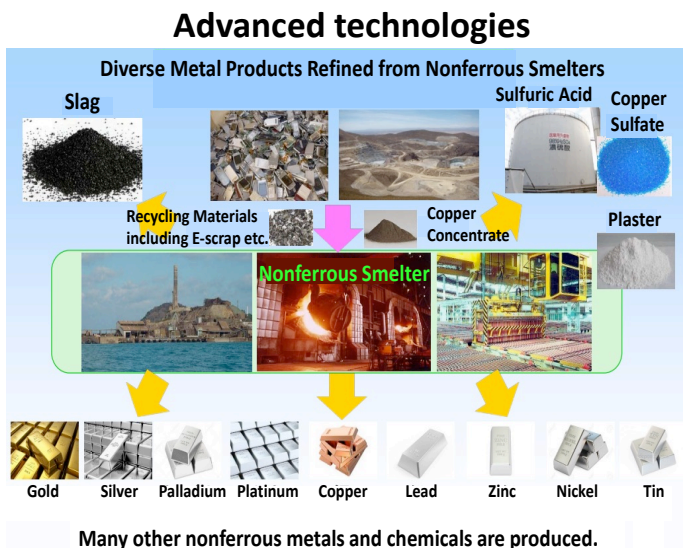 Advanced technologies
Diverse Metal Products Refined from Nonferrous Smelters
Slag
Sulfuric Acid
Copper
Sulfate
Recycling Materials
including E-scrap etc.
Copper
Concentrate
Plaster
Nonferrous Smelter
Gold
Silver
Palladium
Platinum
Copper
Lead
Zinc
Nickel
Tin
Many other nonferrous metals and chemicals are produced.